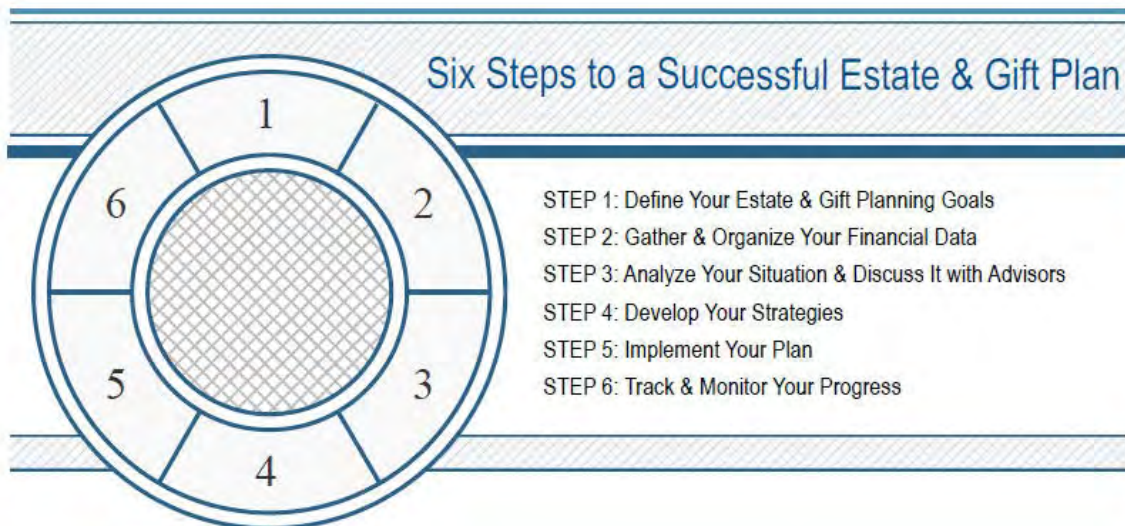 Six Steps to a Successful Estate & Gift Plan
1
2
3
4
5
6
STEP 1: Define Your Estate & Gift Planning Goals
STEP 2: Gather & Organize Your Financial Data
STEP 3: Analyze Your Situation & Discuss It with Advisors
STEP 4: Develop Your Strategies
STEP 5: Implement Your Plan
STEP 6: Track & Monitor Your Progress